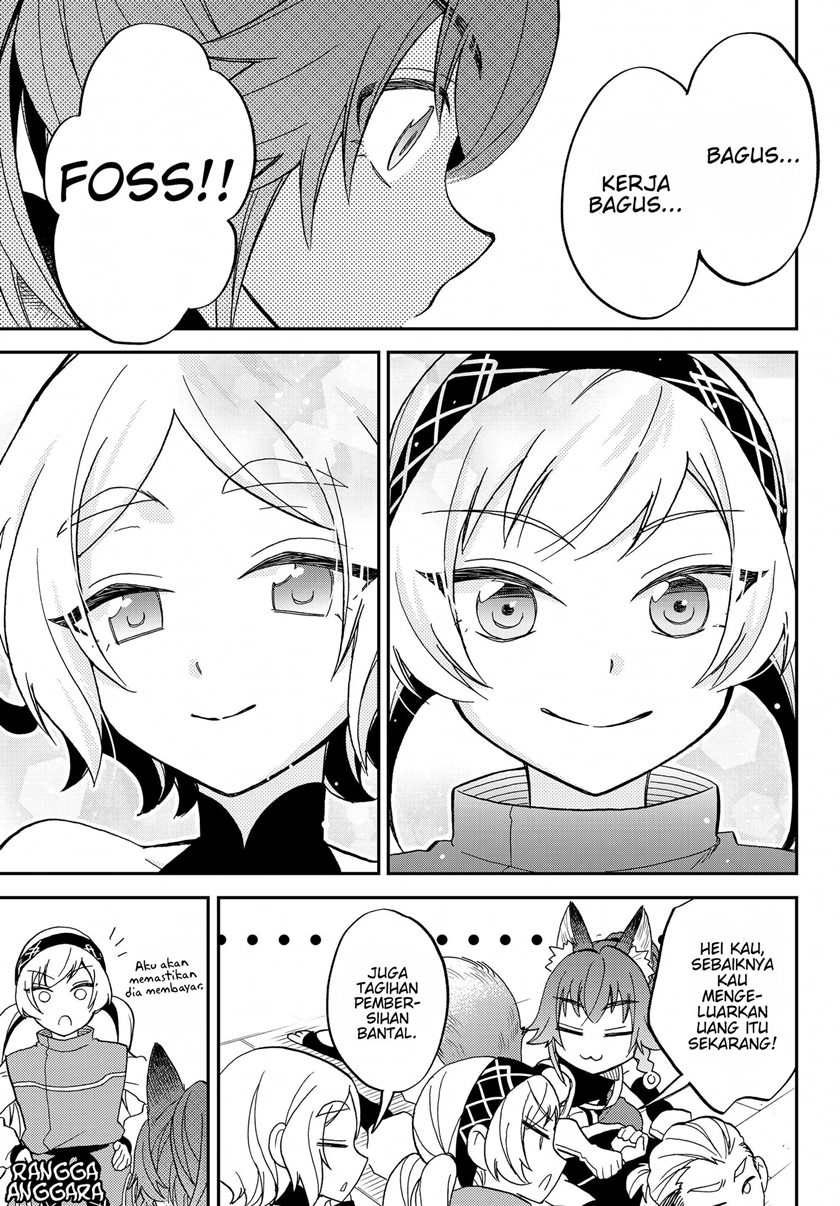 BAGUS...
KERJA
BAGUS...
FOSS!!
HEI KAU,
SEBAIKNYA
KAU
MENGE-
LUARKAN
UANG ITU
SEKARANG!
JUGA
TAGIHAN
PEMBER-
SIHAN
BANTAL.
Aku akan
memastikan
dia membayar.
RANGGA
ANGGARA